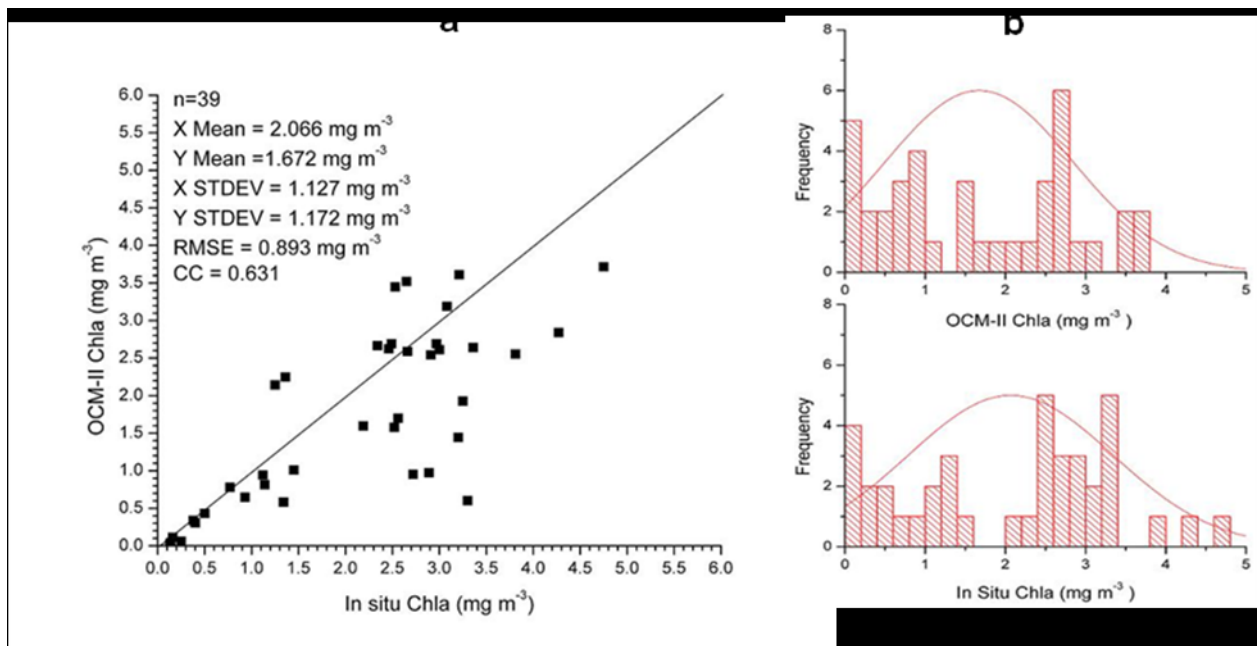 a
n=39
X Mean = 2.066 mg m⁻³
Y Mean =1.672 mg m⁻³
X STDEV = 1.127 mg m⁻³
Y STDEV = 1.172 mg m⁻³
RMSE = 0.893 mg m⁻³
CC = 0.631
OCM-II Chla (mg m⁻³)
6.0
5.5
5.0
4.5
4.0
3.5
3.0
2.5
2.0
1.5
1.0
0.5
0.0
0.0 0.5 1.0 1.5 2.0 2.5 3.0 3.5 4.0 4.5 5.0 5.5 6.0
In situ Chla (mg m⁻³)
b
Frequency
8
6
4
2
0
0 1 2 3 4 5
OCM-II Chla (mg m⁻³)
Frequency
8
6
4
2
0
0 1 2 3 4 5
In Situ Chla (mg m⁻³)